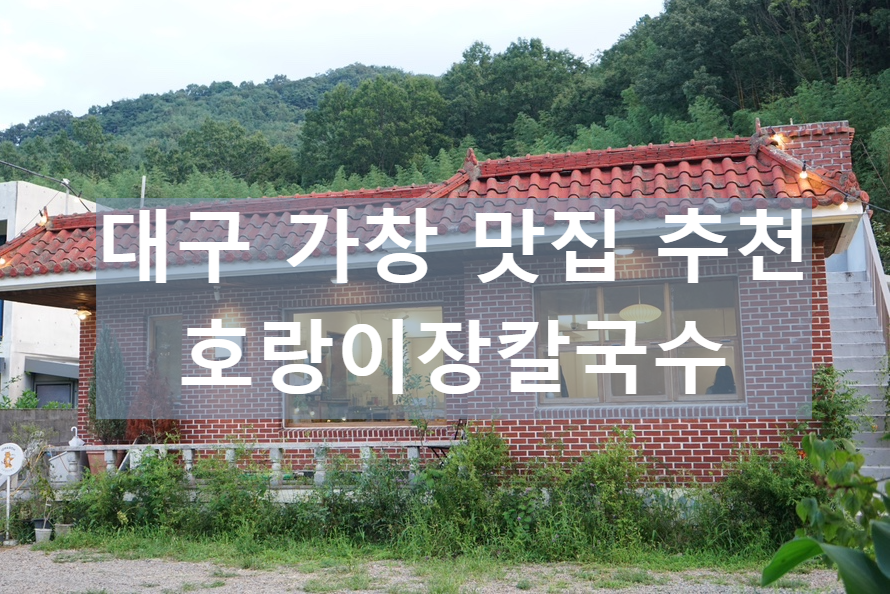 대구 가창 맛집 추천
호랑이장칼국수